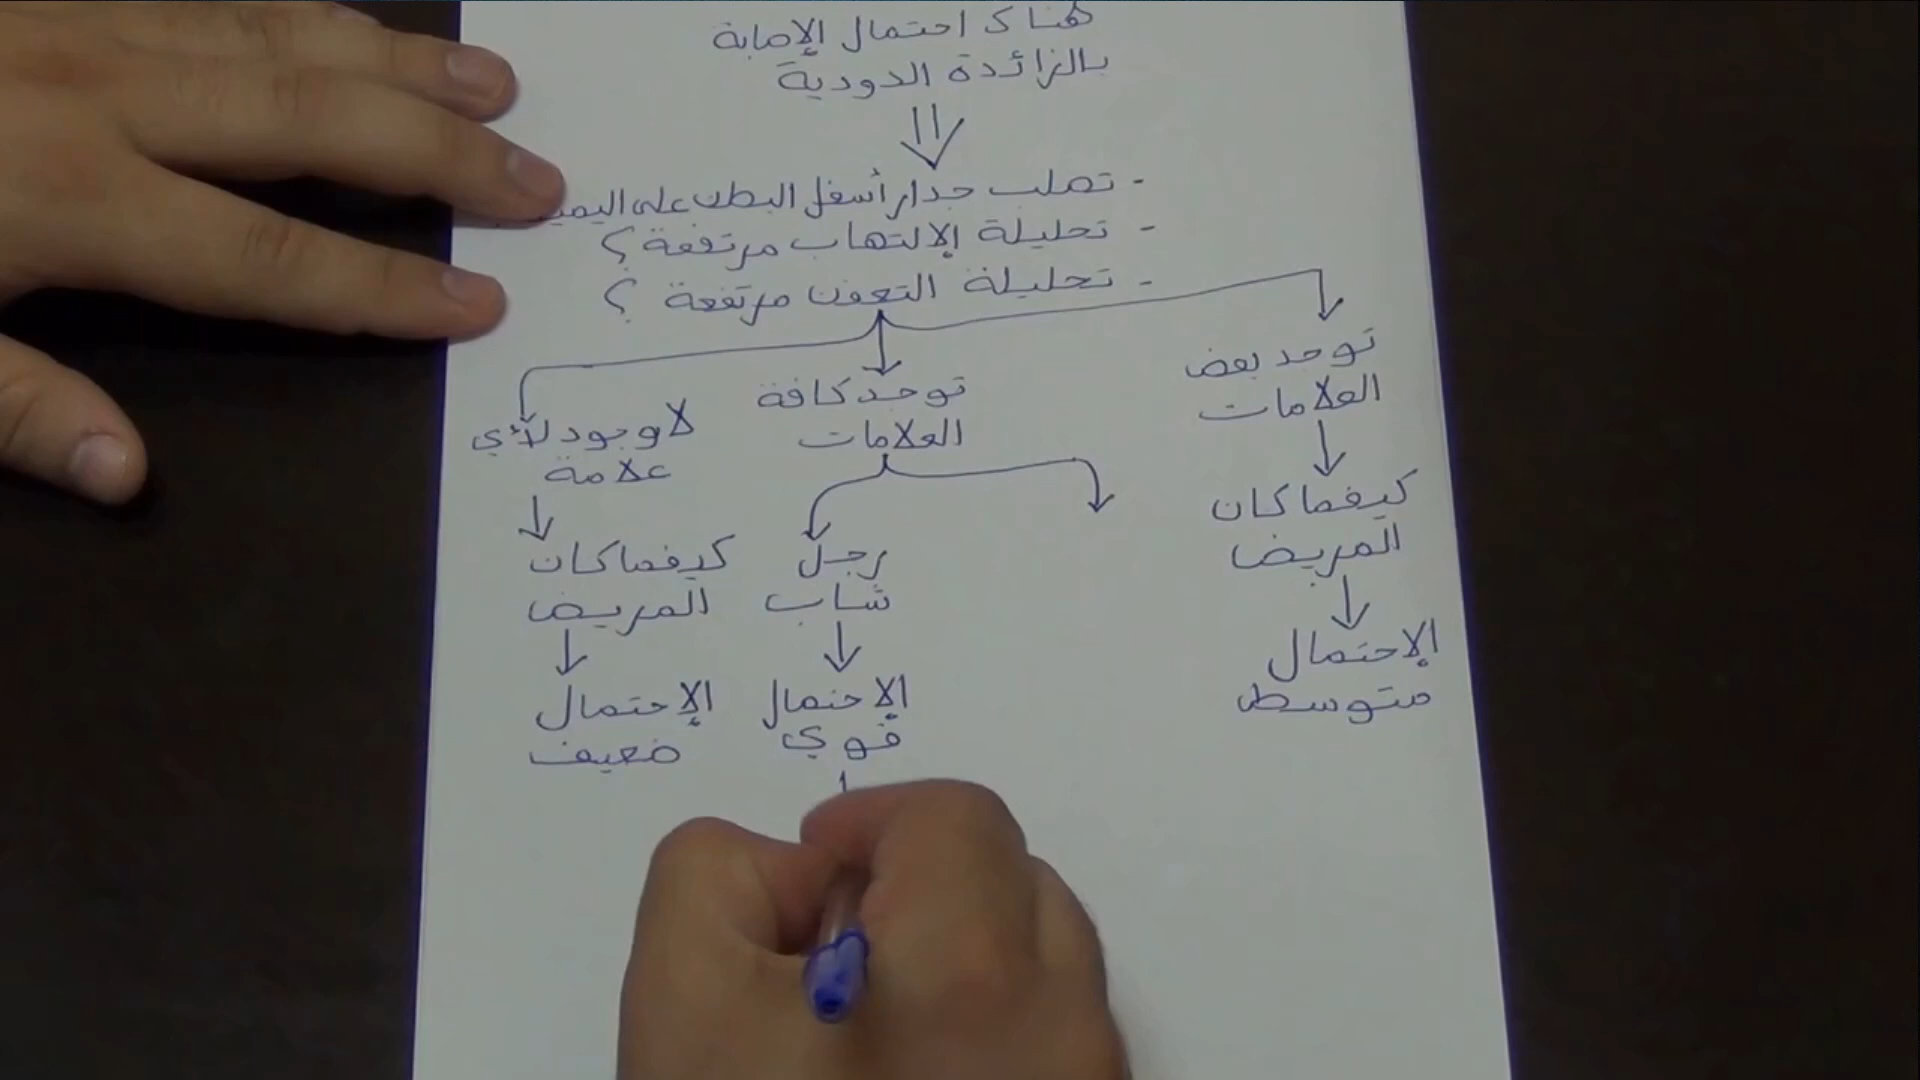 هناك احتمال الإصابة
بالزائدة الدودية
- تصلب جدار أسفل البطن على
- تحليلة الإلتهاب مرتفعة ؟
- تحليلة التعفن مرتفعة ؟
توجد بعض
العلامات
كيفما كان
المريض
الإحتمال
متوسط
توجد كافة
العلامات
رجل
شاب
الإحتمال
قوي
لا وجود لأي
علامة
كيفما كان
المريض
الإحتمال
ضعيف